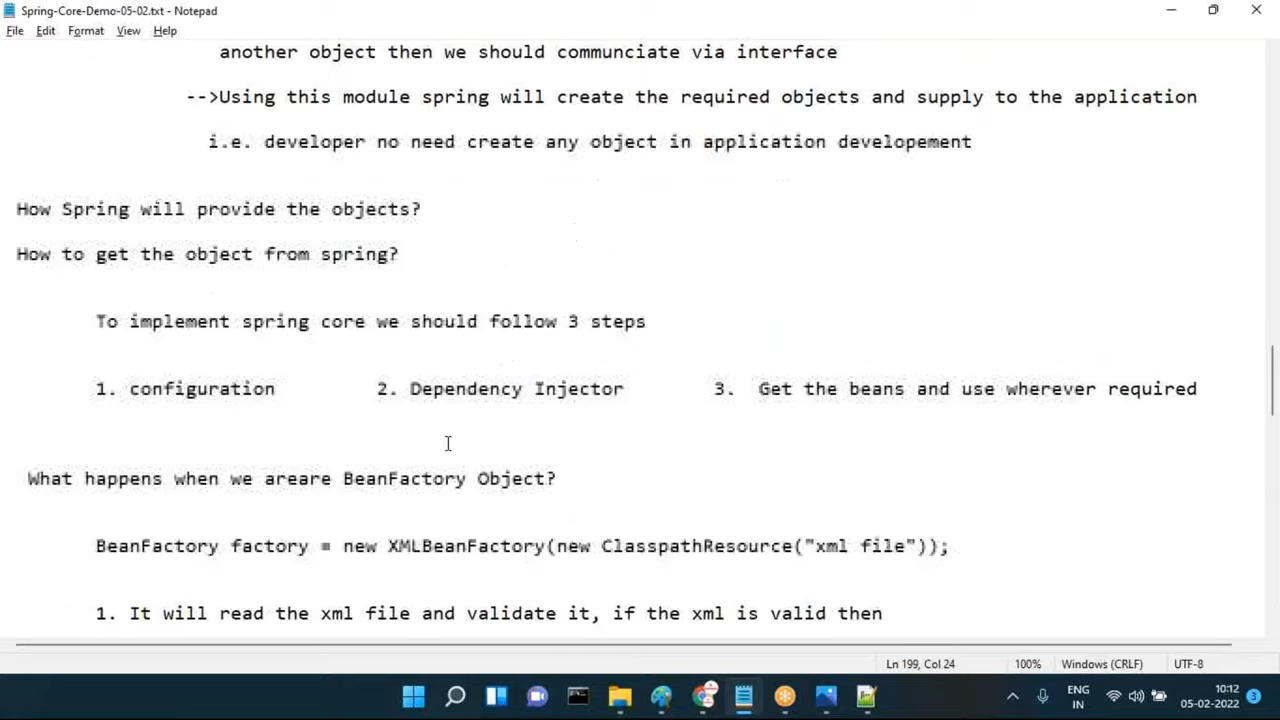 Spring-Core-Demo-05-02.txt - Notepad
File Edit Format View Help
another object then we should communciate via interface
-->Using this module spring will create the required objects and supply to the application
i.e. developer no need create any object in application developement
How Spring will provide the objects?
How to get the object from spring?
To implement spring core we should follow 3 steps
1. configuration 2. Dependency Injector 3. Get the beans and use wherever required
What happens when we areare BeanFactory Object?
BeanFactory factory = new XMLBeanFactory(new ClasspathResource("xml file"));
1. It will read the xml file and validate it, if the xml is valid then
Ln 199, Col 24 100% Windows (CRLF) UTF-8
ENG 10:12
IN 05-02-2022 3